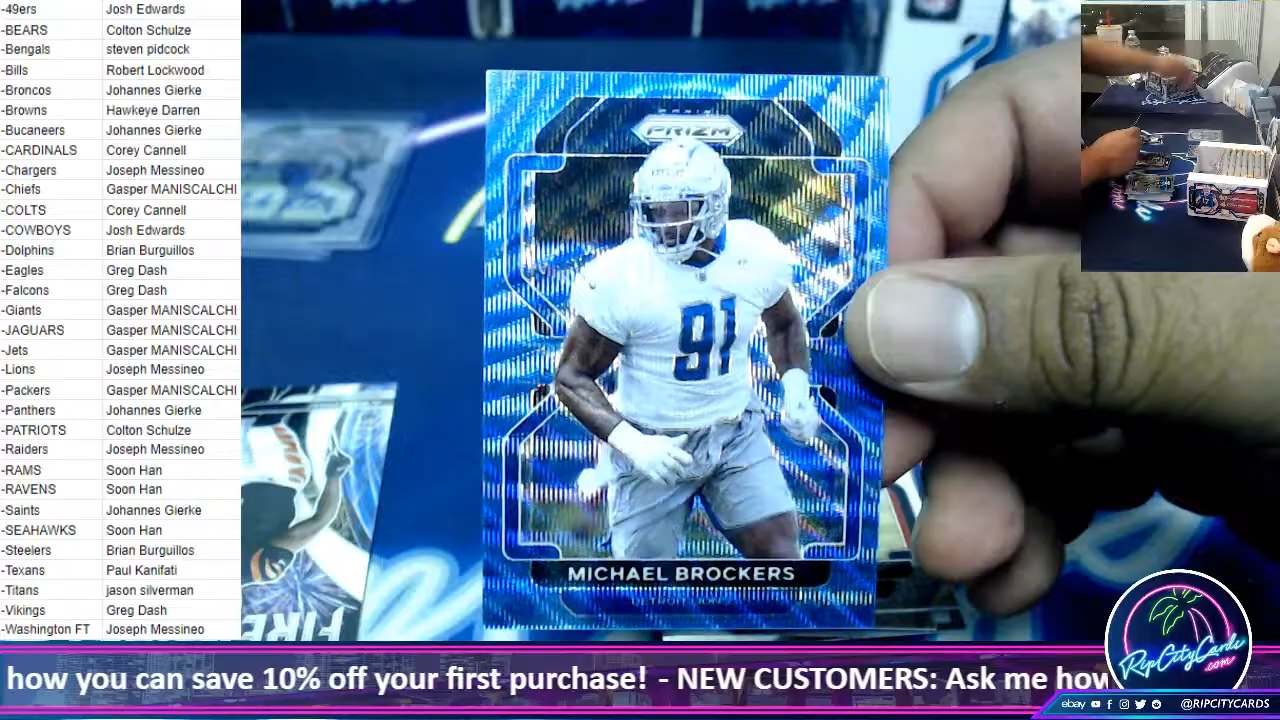 -49ers Josh Edwards
-BEARS Colton Schulze
-Bengals steven pidcock
-Bills Robert Lockwood
-Broncos Johannes Gierke
-Browns Hawkeye Darren
-Bucaneers Johannes Gierke
-CARDINALS Corey Cannell
-Chargers Joseph Messineo
-Chiefs Gasper MANISCALCHI
-COLTS Corey Cannell
-COWBOYS Josh Edwards
-Dolphins Brian Burguillos
-Eagles Greg Dash
-Falcons Greg Dash
-Giants Gasper MANISCALCHI
-JAGUARS Gasper MANISCALCHI
-Jets Gasper MANISCALCHI
-Lions Joseph Messineo
-Packers Gasper MANISCALCHI
-Panthers Johannes Gierke
-PATRIOTS Colton Schulze
-Raiders Joseph Messineo
-RAMS Soon Han
-RAVENS Soon Han
-Saints Johannes Gierke
-SEAHAWKS Soon Han
-Steelers Brian Burguillos
-Texans Paul Kanifati
-Titans jason silverman
-Vikings Greg Dash
-Washington FT Joseph Messineo
PRIZM
91
MICHAEL BROCKERS
FIRE
RipCityCards
.com
how you can save 10% off your first purchase! - NEW CUSTOMERS: Ask me how
ebay @RIPCITYCARDS